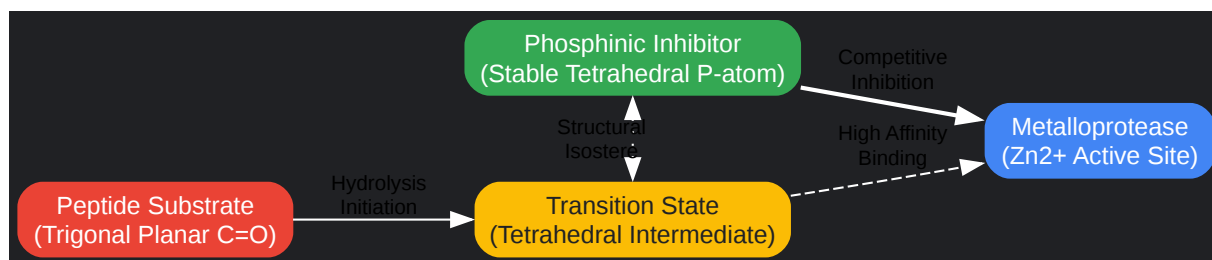 Phosphinic Inhibitor
(Stable Tetrahedral P-atom)
Competitive
Inhibition
Structural
Isostere
High Affinity
Binding
Metalloprotease
(Zn2+ Active Site)
Hydrolysis
Initiation
Peptide Substrate
(Trigonal Planar C=O)
Transition State
(Tetrahedral Intermediate)